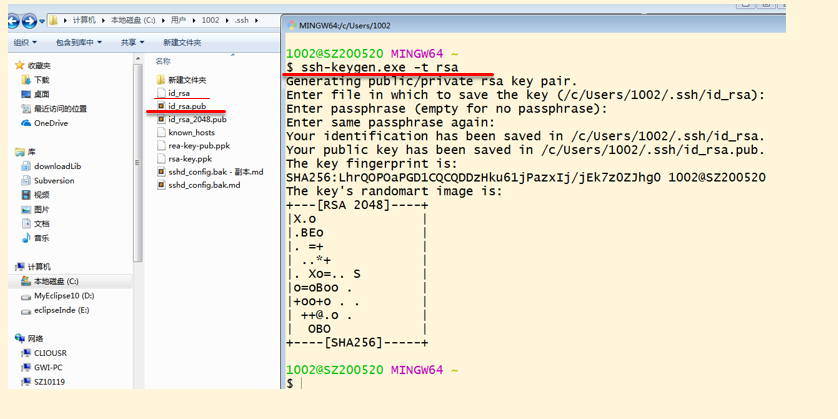 计算机 ▸ 本地磁盘 (C:) ▸ 用户 ▸ 1002 ▸ .ssh ▸
组织 包含到库中 共享 新建文件夹
收藏夹
下载
桌面
最近访问的位置
OneDrive
库
downloadLib
Subversion
视频
图片
文档
音乐
计算机
本地磁盘 (C:)
MyEclipse10 (D:)
eclipseInde (E:)
网络
CLIOUSR
GWI-PC
SZ10119
名称
新建文件夹
id_rsa
id_rsa.pub
id_rsa_2048.pub
known_hosts
rea-key-pub.ppk
rsa-key.ppk
sshd_config.bak - 副本.md
sshd_config.bak.md
MINGW64:/c/Users/1002
1002@SZ200520 MINGW64 ~
$ ssh-keygen.exe -t rsa
Generating public/private rsa key pair.
Enter file in which to save the key (/c/Users/1002/.ssh/id_rsa):
Enter passphrase (empty for no passphrase):
Enter same passphrase again:
Your identification has been saved in /c/Users/1002/.ssh/id_rsa.
Your public key has been saved in /c/Users/1002/.ssh/id_rsa.pub.
The key fingerprint is:
SHA256:LhrQOPOaPGD1CQCQDDzHku61jPazxIj/jEk7zOZJhg0 1002@SZ200520
The key's randomart image is:
+---[RSA 2048]----+
|X.o              |
|.BEo             |
|. =+             |
| ..*+            |
|. Xo=.. S        |
|o=oBoo .         |
|+oo+o . .        |
| ++@.o .         |
|  OBO            |
+----[SHA256]-----+
1002@SZ200520 MINGW64 ~
$